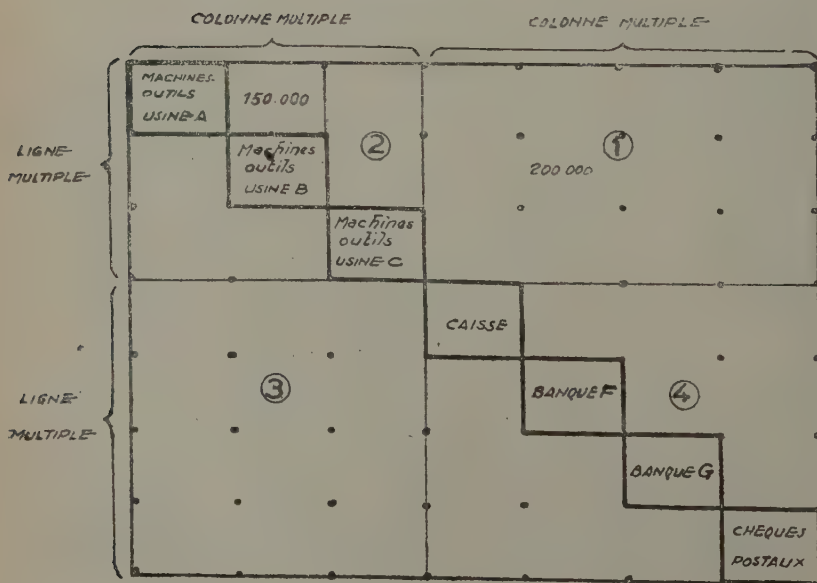 COLONNE MULTIPLE
COLONNE MULTIPLE
MACHINES-
OUTILS
USINE-A
150.000
②
①
LIGNE
MULTIPLE
Machines
outils
USINE B
200 000
Machines
outils
USINE-C
CAISSE
③
BANQUE F
④
LIGNE
MULTIPLE
BANQUE G
CHEQUES
POSTAUX